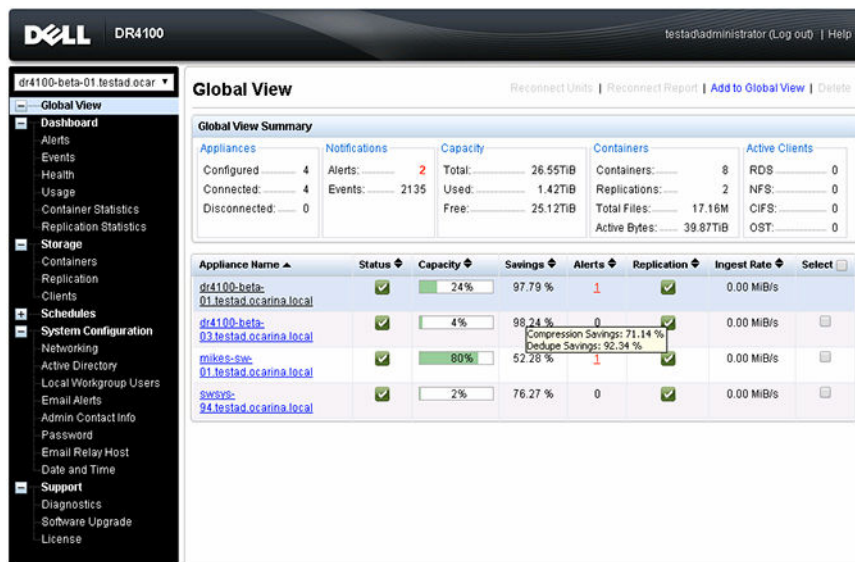 DELL DR4100
testad\administrator (Log out) | Help
dr4100-beta-01.testad.ocar
Global View
Dashboard
Alerts
Events
Health
Usage
Container Statistics
Replication Statistics
Storage
Containers
Replication
Clients
Schedules
System Configuration
Networking
Active Directory
Local Workgroup Users
Email Alerts
Admin Contact Info
Password
Email Relay Host
Date and Time
Support
Diagnostics
Software Upgrade
License
Global View
Reconnect Units | Reconnect Report | Add to Global View | Delete
Global View Summary
Appliances
Configured 4
Connected: 4
Disconnected: 0
Notifications
Alerts: 2
Events: 2135
Capacity
Total: 26.55TiB
Used: 1.42TiB
Free: 25.12TiB
Containers
Containers: 8
Replications: 2
Total Files: 17.16M
Active Bytes: 39.87TiB
Active Clients
RDS 0
NFS: 0
CIFS: 0
OST: 0
Appliance Name Status Capacity Savings Alerts Replication Ingest Rate Select
dr4100-beta-
01.testad.ocarina.local
24% 97.79 % 1 0.00 MiB/s
dr4100-beta-
03.testad.ocarina.local
4% 98.24 % 0 0.00 MiB/s
Compression Savings: 71.14 %
Dedupe Savings: 92.34 %
mikes-sw-
01.testad.ocarina.local
80% 52.28 % 1 0.00 MiB/s
swsys-
94.testad.ocarina.local
2% 76.27 % 0 0.00 MiB/s